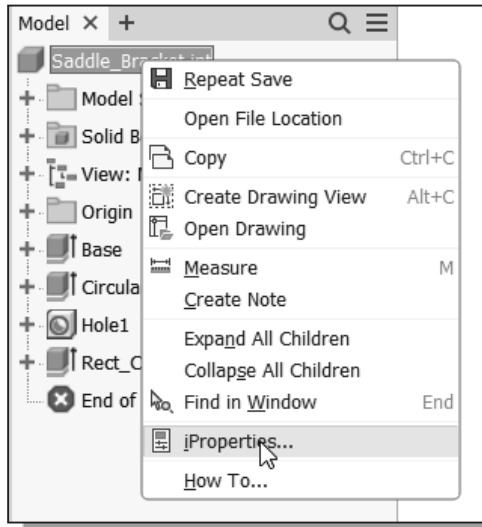 Model × +
Saddle_Bracket.ipt
Repeat Save
Model
Open File Location
Solid B
Copy Ctrl+C
View:
Create Drawing View Alt+C
Origin
Open Drawing
Base
Measure M
Circula
Create Note
Hole1
Expand All Children
Rect_C
Collapse All Children
End of
Find in Window End
iProperties...
How To...